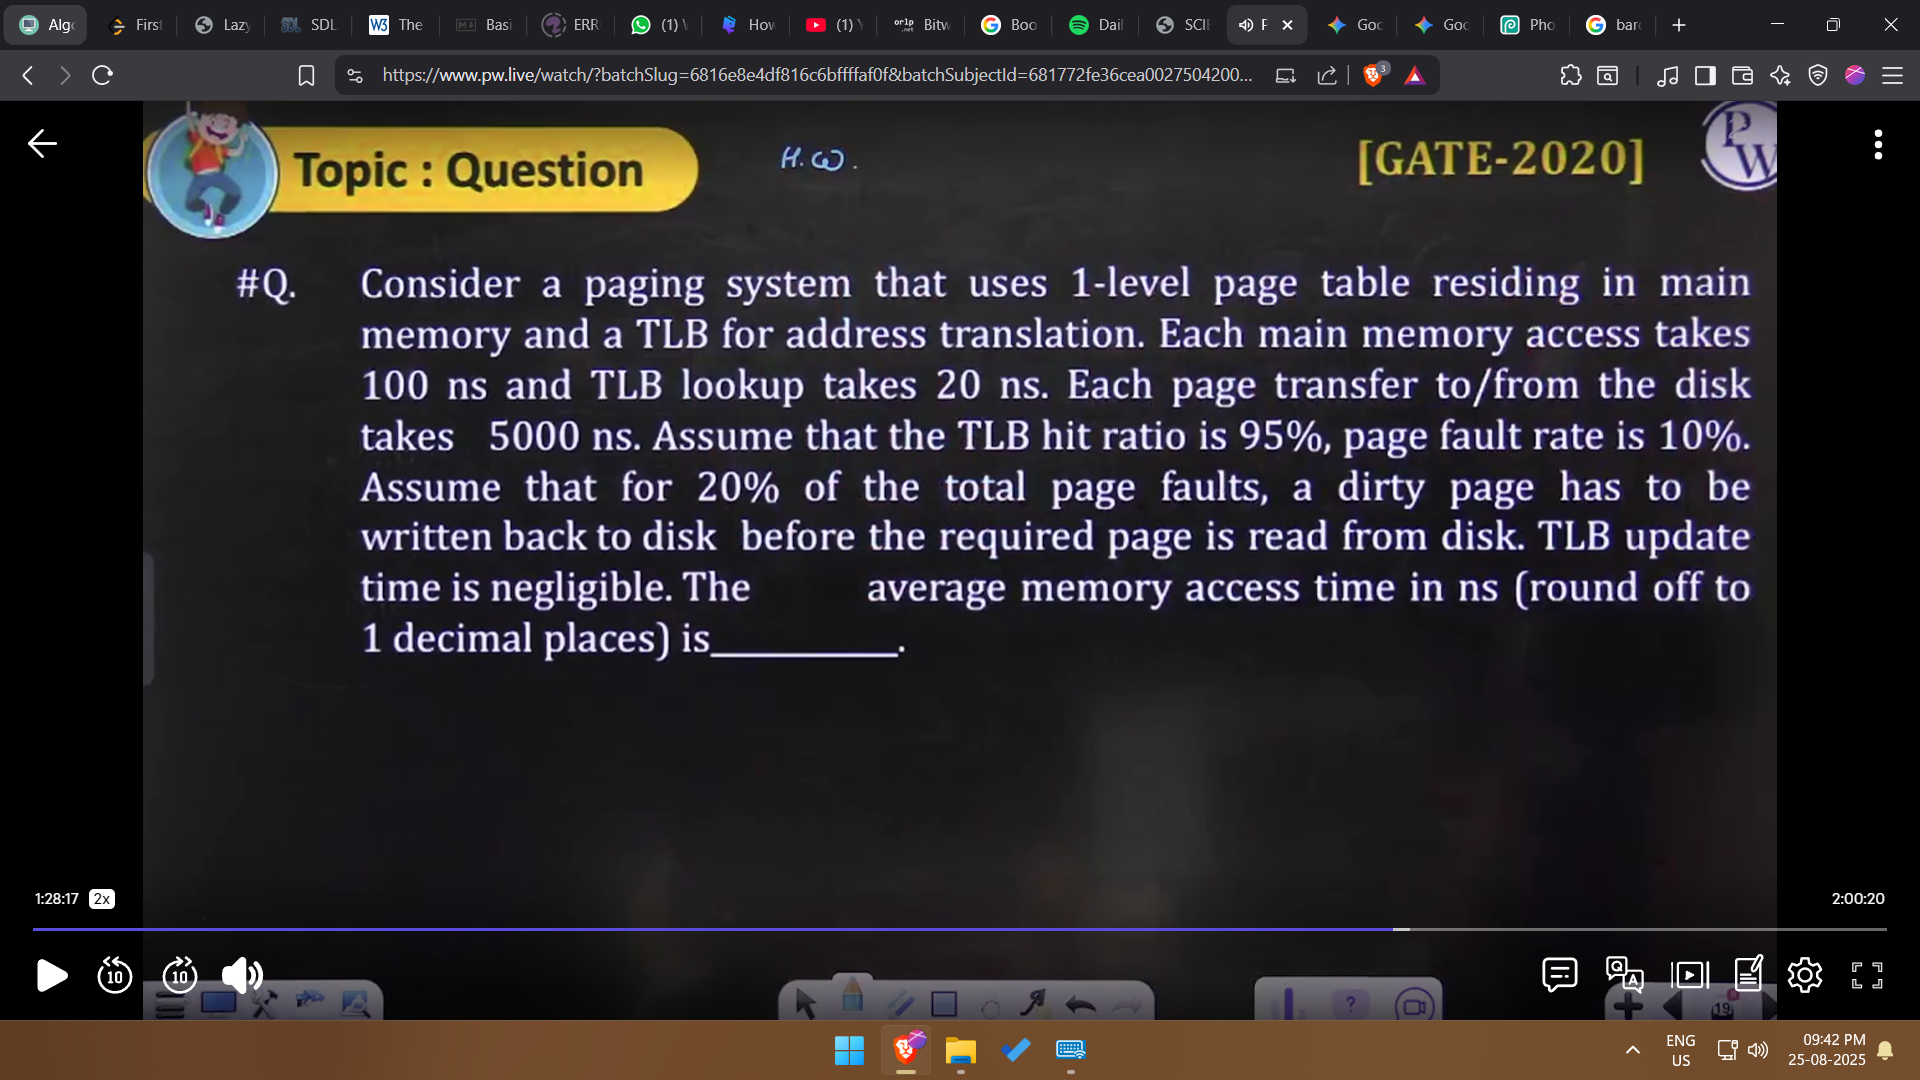 Algo
First
Lazy
SDL
W3 The
Basi
ERR
(1)
How
(1)
orlp .net Bitw
Boo
Dail
SCIE
P
Goo
Goo
Pho
bar
https://www.pw.live/watch/?batchSlug=6816e8e4df816c6bffffaf0f&batchSubjectId=681772fe36cea0027504200...
3
Topic : Question
H.W.
[GATE-2020]
PW
#Q. Consider a paging system that uses 1-level page table residing in main
memory and a TLB for address translation. Each main memory access takes
100 ns and TLB lookup takes 20 ns. Each page transfer to/from the disk
takes 5000 ns. Assume that the TLB hit ratio is 95%, page fault rate is 10%.
Assume that for 20% of the total page faults, a dirty page has to be
written back to disk before the required page is read from disk. TLB update
time is negligible. The average memory access time in ns (round off to
1 decimal places) is_________.
1:28:17 2x
2:00:20
10
10
Q A
?
19
ENG
US
09:42 PM
25-08-2025